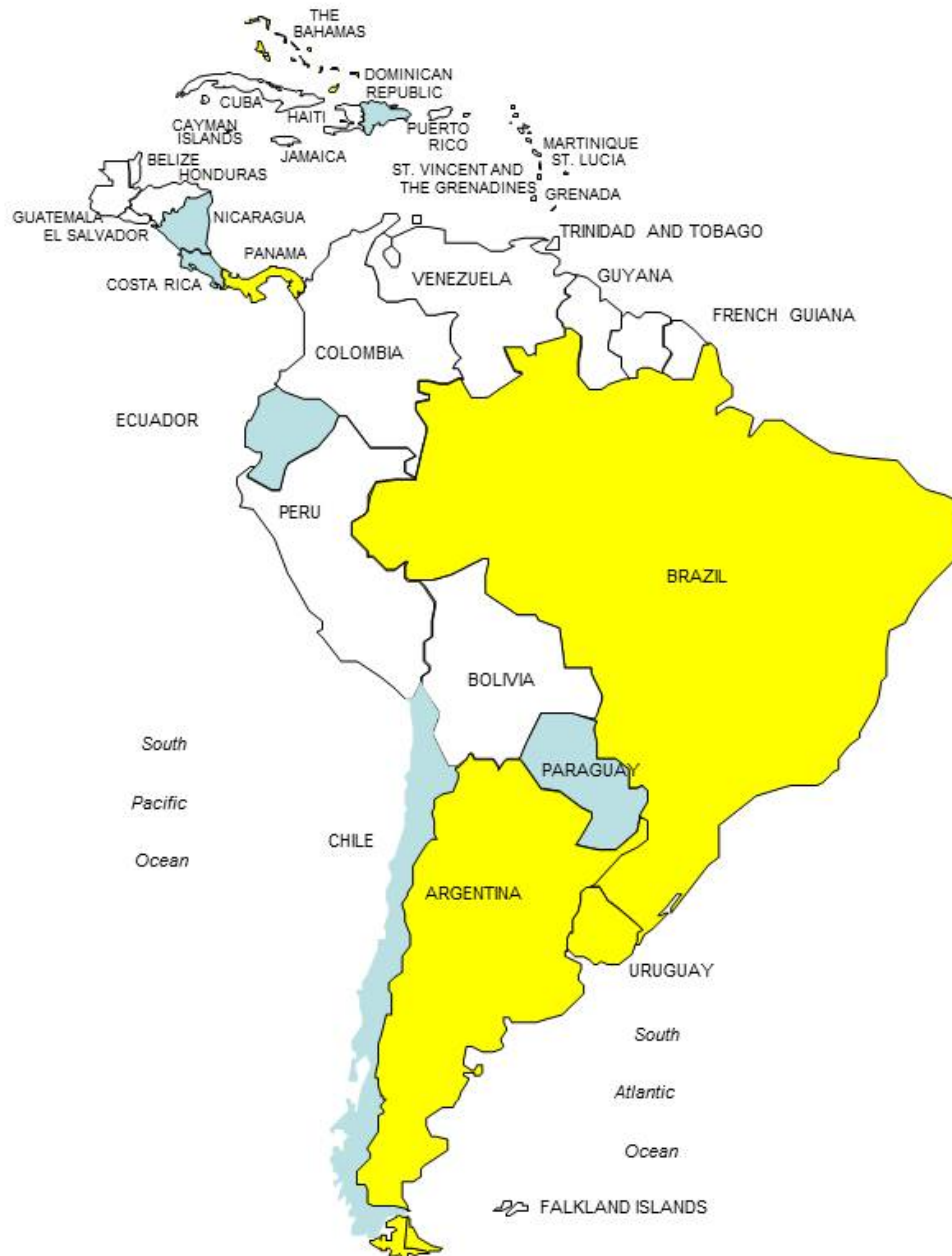 THE
BAHAMAS
DOMINICAN
REPUBLIC
CUBA
HAITI
CAYMAN
ISLANDS
JAMAICA
PUERTO
RICO
MARTINIQUE
ST. LUCIA
BELIZE
HONDURAS
ST. VINCENT AND
THE GRENADINES
GRENADA
GUATEMALA
EL SALVADOR
NICARAGUA
TRINIDAD AND TOBAGO
PANAMA
COSTA RICA
VENEZUELA
GUYANA
FRENCH GUIANA
COLOMBIA
ECUADOR
PERU
BRAZIL
BOLIVIA
South
Pacific
Ocean
PARAGUAY
CHILE
ARGENTINA
URUGUAY
South
Atlantic
Ocean
FALKLAND ISLANDS